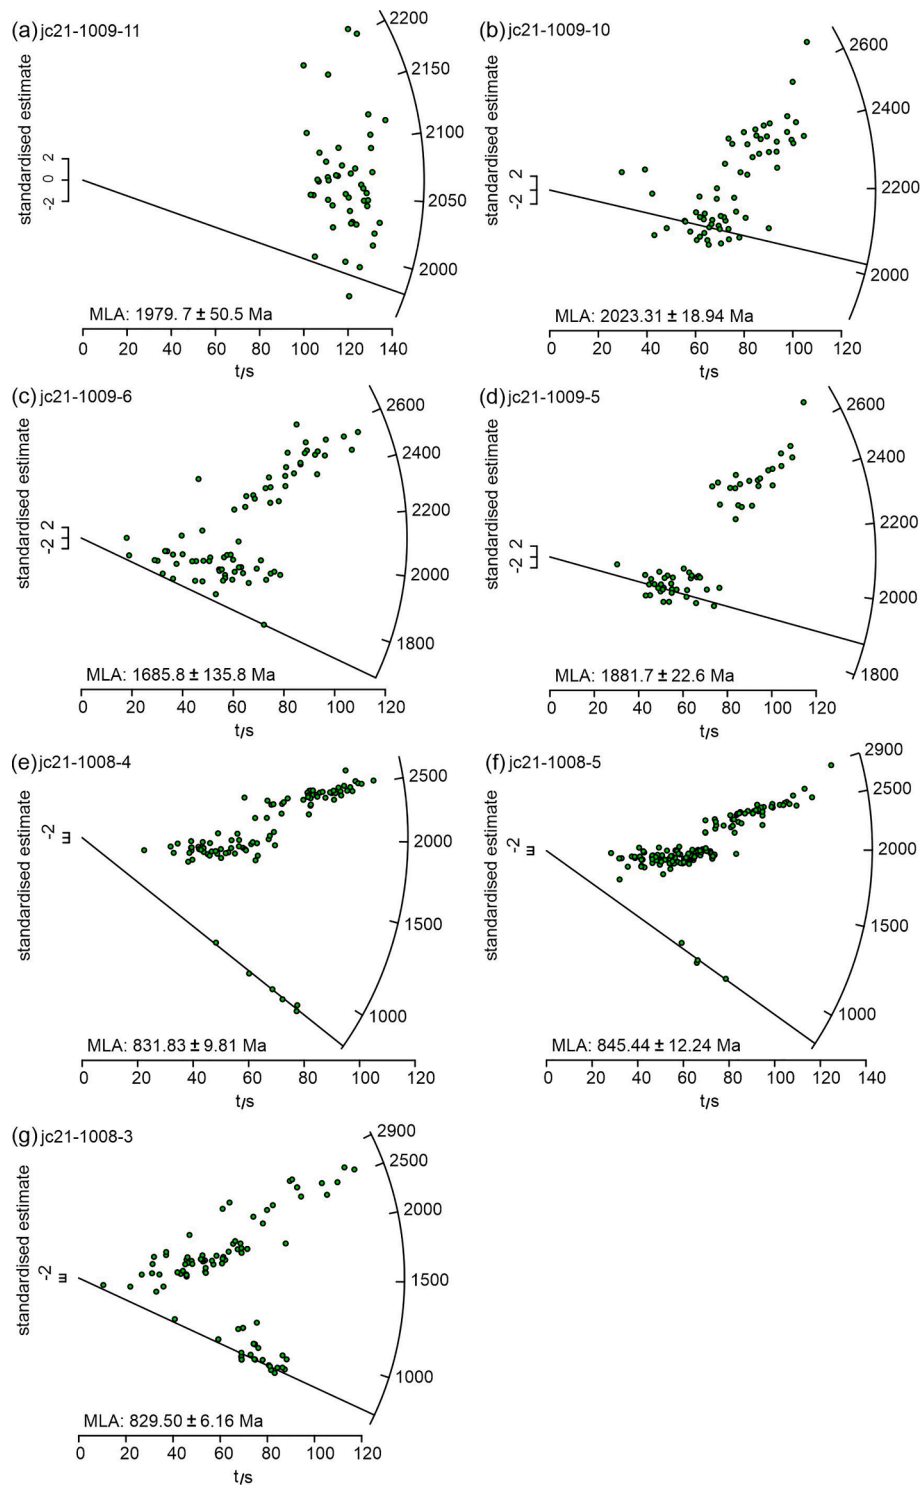 (a) jc21-1009-11
standardised estimate
2
0
-2
2200
2150
2100
2050
2000
MLA: 1979.7 ± 50.5 Ma
0 20 40 60 80 100 120 140
t/s
(b) jc21-1009-10
standardised estimate
2
-2
2600
2400
2200
2000
MLA: 2023.31 ± 18.94 Ma
0 20 40 60 80 100 120
t/s
(c) jc21-1009-6
standardised estimate
2
-2
2600
2400
2200
2000
1800
MLA: 1685.8 ± 135.8 Ma
0 20 40 60 80 100 120
t/s
(d) jc21-1009-5
standardised estimate
2
-2
2600
2400
2200
2000
1800
MLA: 1881.7 ± 22.6 Ma
0 20 40 60 80 100 120
t/s
(e) jc21-1008-4
standardised estimate
-2
2500
2000
1500
1000
MLA: 831.83 ± 9.81 Ma
0 20 40 60 80 100 120
t/s
(f) jc21-1008-5
standardised estimate
-2
2900
2500
2000
1500
1000
MLA: 845.44 ± 12.24 Ma
0 20 40 60 80 100 120 140
t/s
(g) jc21-1008-3
standardised estimate
-2
2900
2500
2000
1500
1000
MLA: 829.50 ± 6.16 Ma
0 20 40 60 80 100 120
t/s